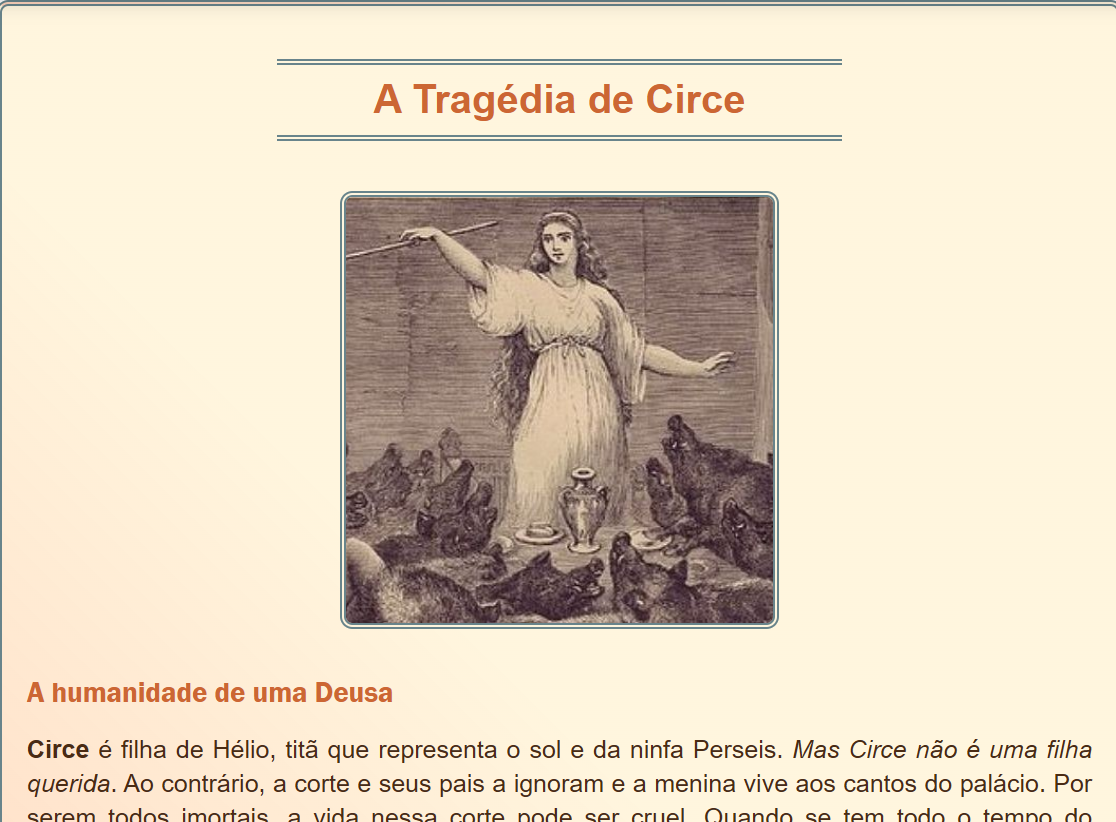 A Tragédia de Circe
A humanidade de uma Deusa
Circe é filha de Hélio, titã que representa o sol e da ninfa Perseis. Mas Circe não é uma filha
querida. Ao contrário, a corte e seus pais a ignoram e a menina vive aos cantos do palácio. Por
serem todos imortais, a vida nessa corte pode ser cruel. Quando se tem todo o tempo do